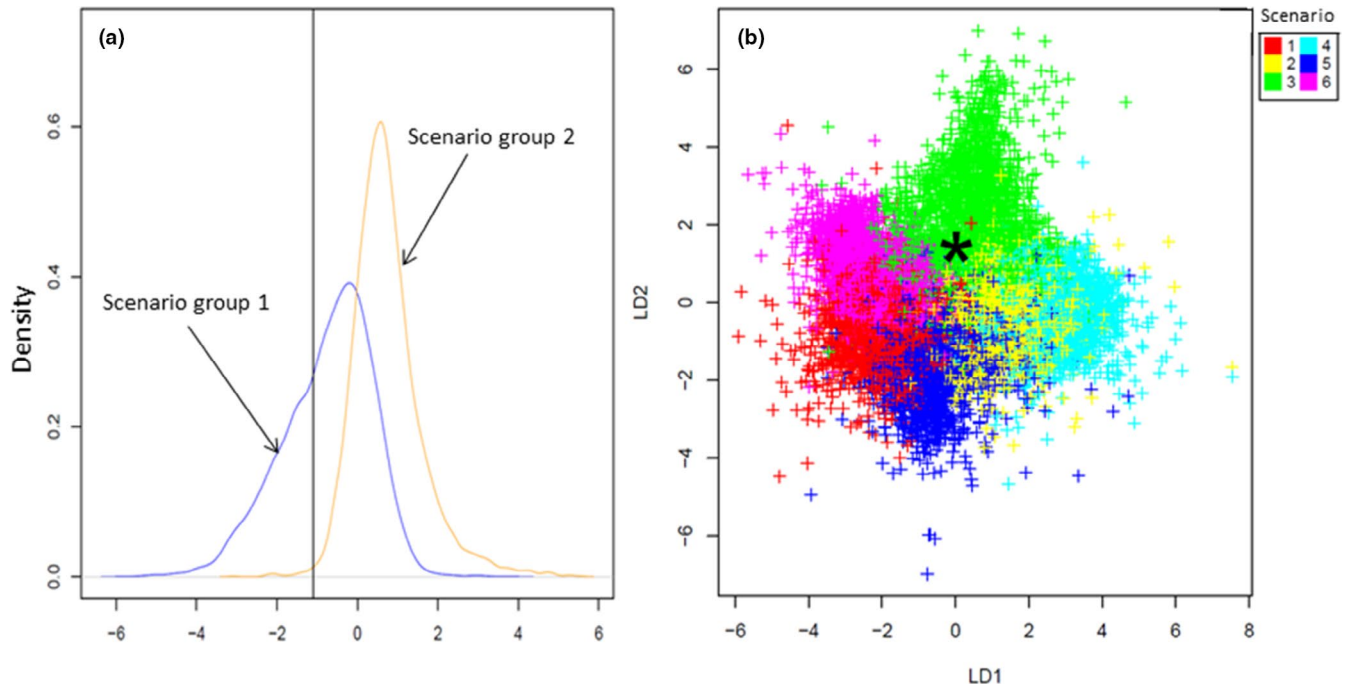 (a)
Scenario group 2
Scenario group 1
Density
0.6
0.4
0.2
0.0
−6 −4 −2 0 2 4 6
(b)
Scenario
1 4
2 5
3 6
*
LD2
6
4
2
0
−2
−4
−6
−6 −4 −2 0 2 4 6 8
LD1